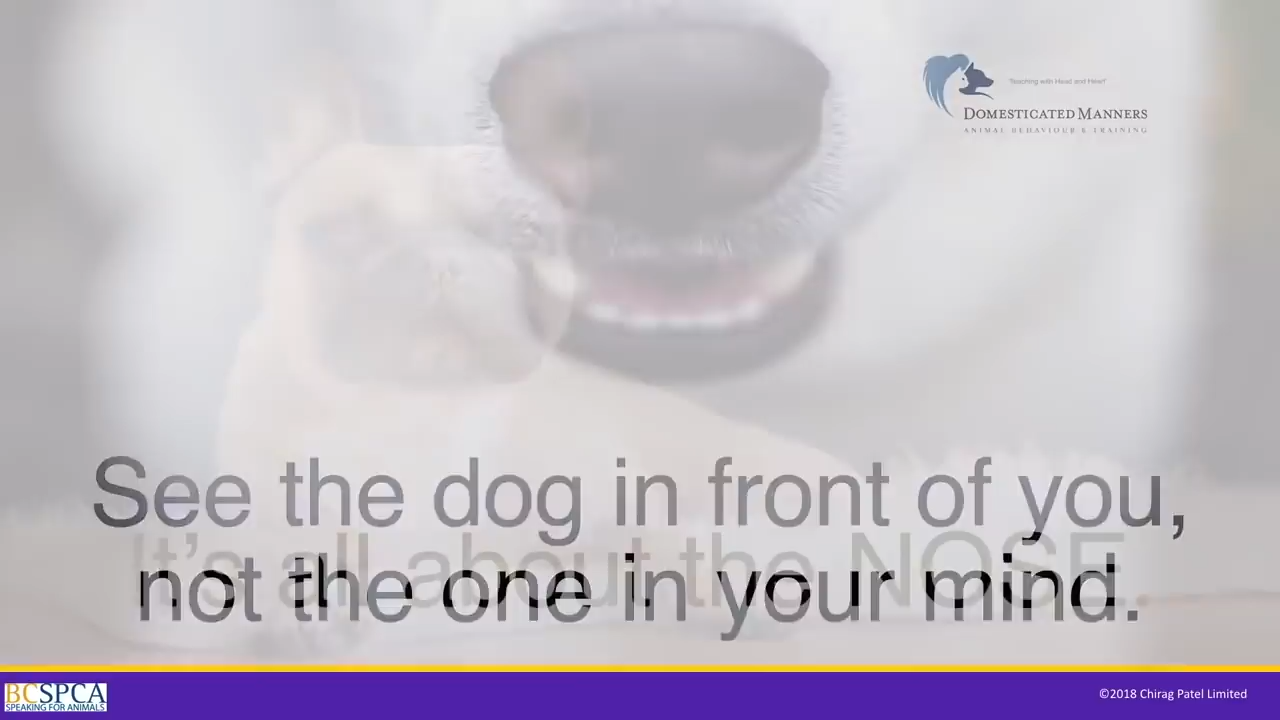 "Teaching with Head and Heart"
DOMESTICATED MANNERS
ANIMAL BEHAVIOUR & TRAINING
See the dog in front of you,
It's all about the NOSE
not the one in your mind.
BCSPCA
SPEAKING FOR ANIMALS
©2018 Chirag Patel Limited